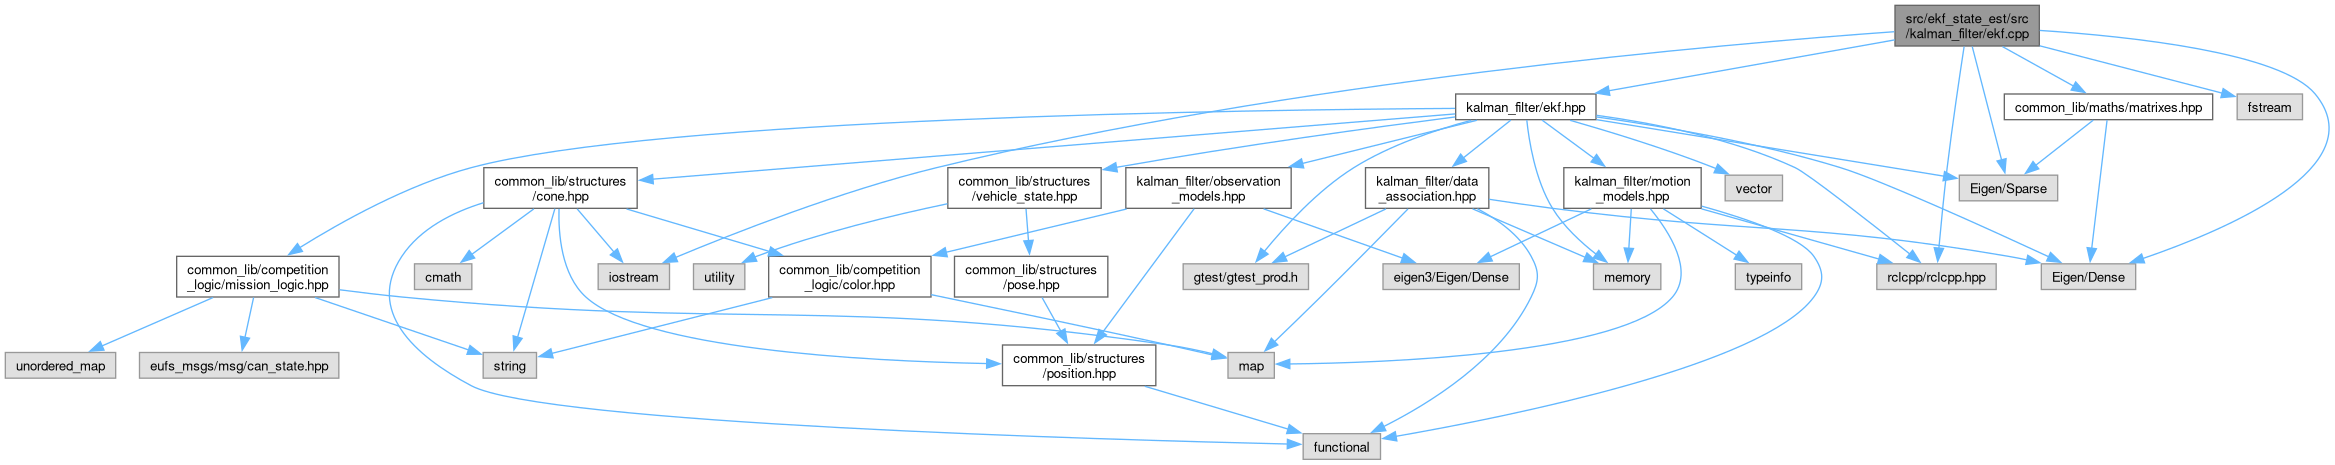 src/ekf_state_est/src
/kalman_filter/ekf.cpp
kalman_filter/ekf.hpp
common_lib/maths/matrixes.hpp
fstream
common_lib/structures
/cone.hpp
common_lib/structures
/vehicle_state.hpp
kalman_filter/observation
_models.hpp
kalman_filter/data
_association.hpp
kalman_filter/motion
_models.hpp
vector
Eigen/Sparse
common_lib/competition
_logic/mission_logic.hpp
cmath
iostream
utility
common_lib/competition
_logic/color.hpp
common_lib/structures
/pose.hpp
gtest/gtest_prod.h
eigen3/Eigen/Dense
memory
typeinfo
rclcpp/rclcpp.hpp
Eigen/Dense
unordered_map
eufs_msgs/msg/can_state.hpp
string
common_lib/structures
/position.hpp
map
functional